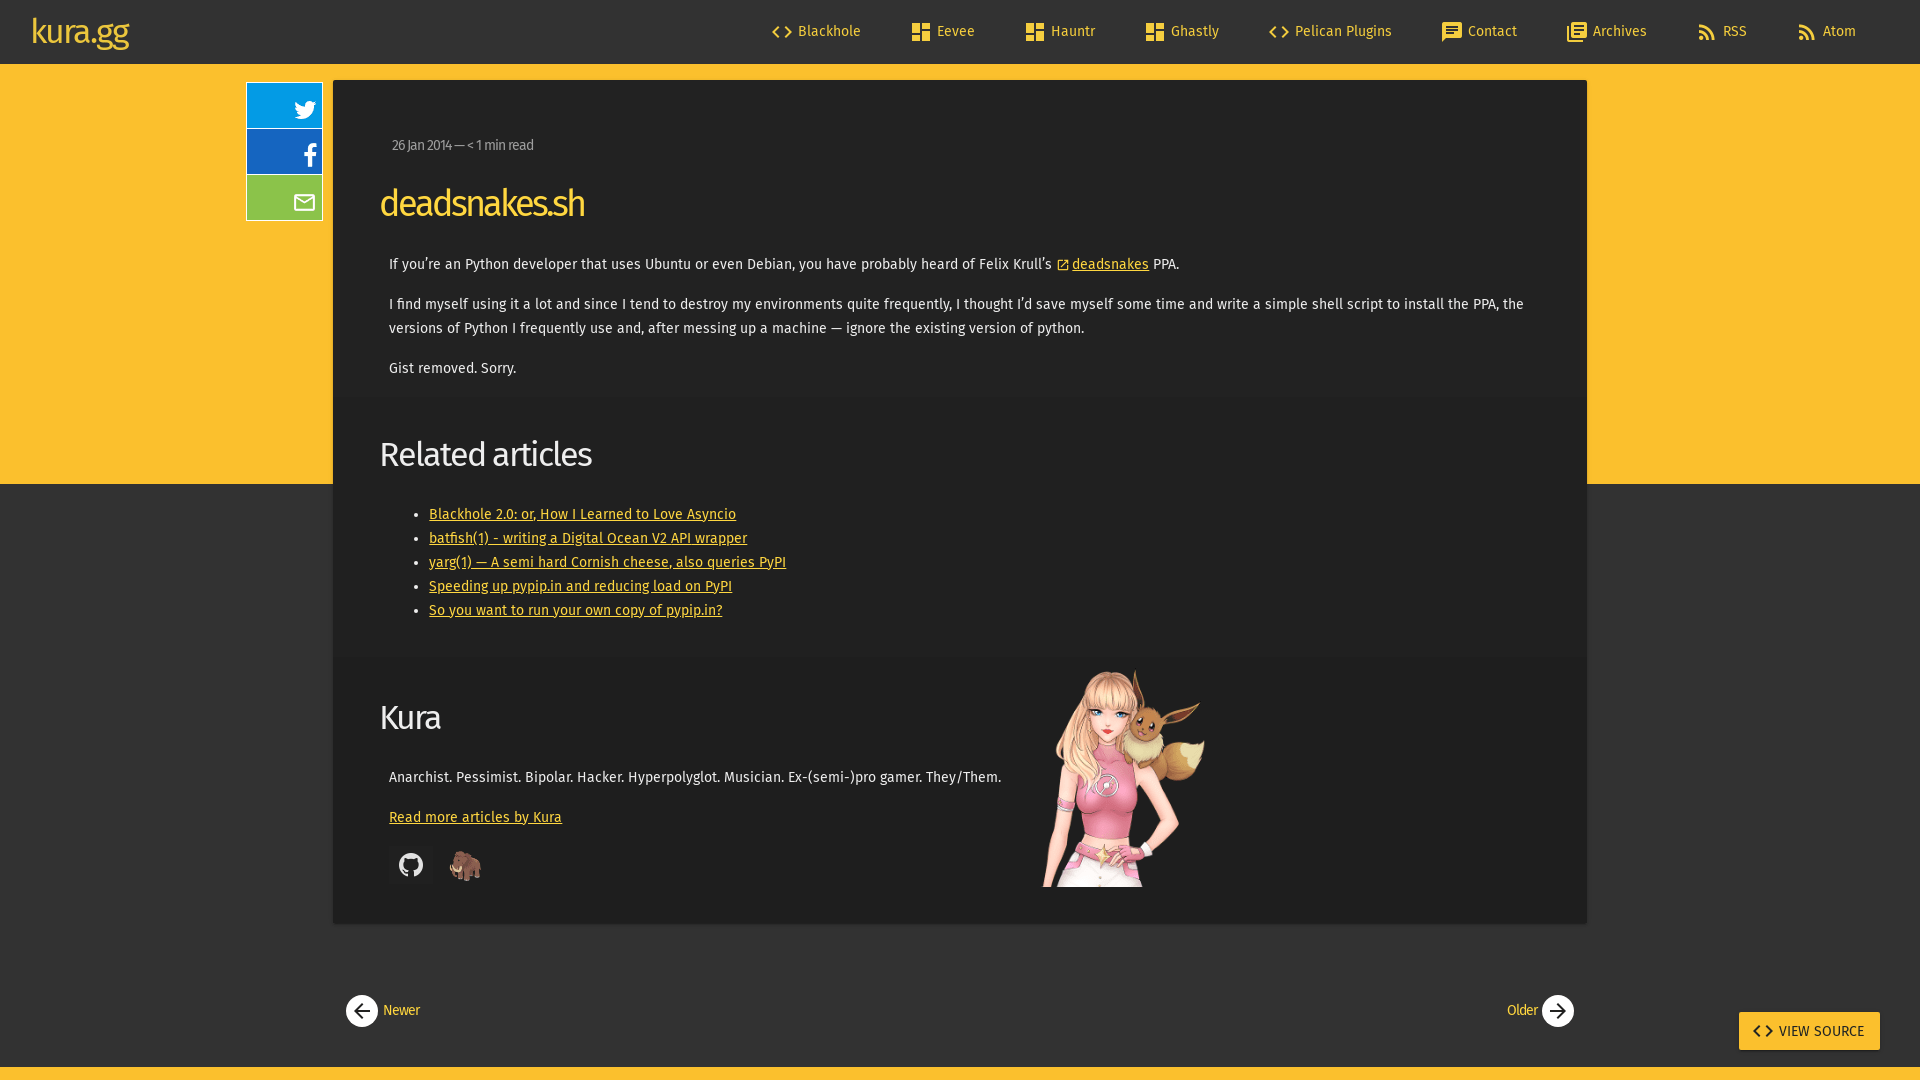 kura.gg
Blackhole
Eevee
Hauntr
Ghastly
Pelican Plugins
Contact
Archives
RSS
Atom
26 Jan 2014 — < 1 min read
deadsnakes.sh
If you’re an Python developer that uses Ubuntu or even Debian, you have probably heard of Felix Krull’s deadsnakes PPA.
I find myself using it a lot and since I tend to destroy my environments quite frequently, I thought I’d save myself some time and write a simple shell script to install the PPA, the
versions of Python I frequently use and, after messing up a machine — ignore the existing version of python.
Gist removed. Sorry.
Related articles
Blackhole 2.0: or, How I Learned to Love Asyncio
batfish(1) - writing a Digital Ocean V2 API wrapper
yarg(1) — A semi hard Cornish cheese, also queries PyPI
Speeding up pypip.in and reducing load on PyPI
So you want to run your own copy of pypip.in?
Kura
Anarchist. Pessimist. Bipolar. Hacker. Hyperpolyglot. Musician. Ex-(semi-)pro gamer. They/Them.
Read more articles by Kura
Newer
Older
VIEW SOURCE